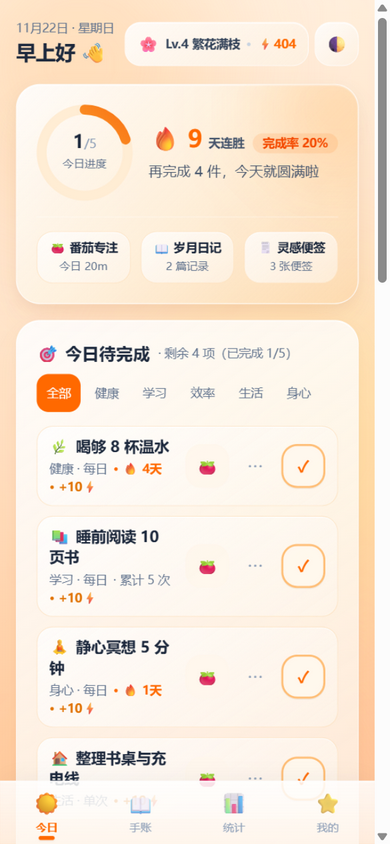 11月22日 · 星期日
早上好 👋
🌸 Lv.4 繁花满枝 • ⚡ 404
1/5
今日进度
🔥 9 天连胜 完成率 20%
再完成 4 件，今天就圆满啦
🍅 番茄专注
今日 20m
📖 岁月日记
2 篇记录
灵感便签
3 张便签
🎯 今日待完成 · 剩余 4 项（已完成 1/5）
全部 健康 学习 效率 生活 身心
🌿 喝够 8 杯温水
健康 · 每日 • 🔥 4天
• +10 ⚡
📚 睡前阅读 10
页书
学习 · 每日 · 累计 5 次
• +10 ⚡
🧘 静心冥想 5 分
钟
身心 · 每日 • 🔥 1天
• +10 ⚡
🏠 整理书桌与充
电线
生活 · 单次 • +10 ⚡
今日 手账 统计 我的